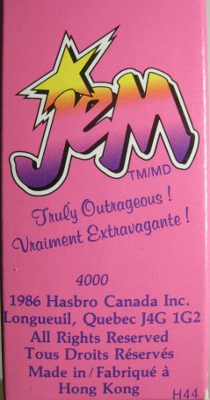 JEM
TM/MD
Truly Outrageous !
Vraiment Extravagante !
4000
1986 Hasbro Canada Inc.
Longueuil, Quebec J4G 1G2
All Rights Reserved
Tous Droits Réservés
Made in/Fabriqué à
Hong Kong
H44